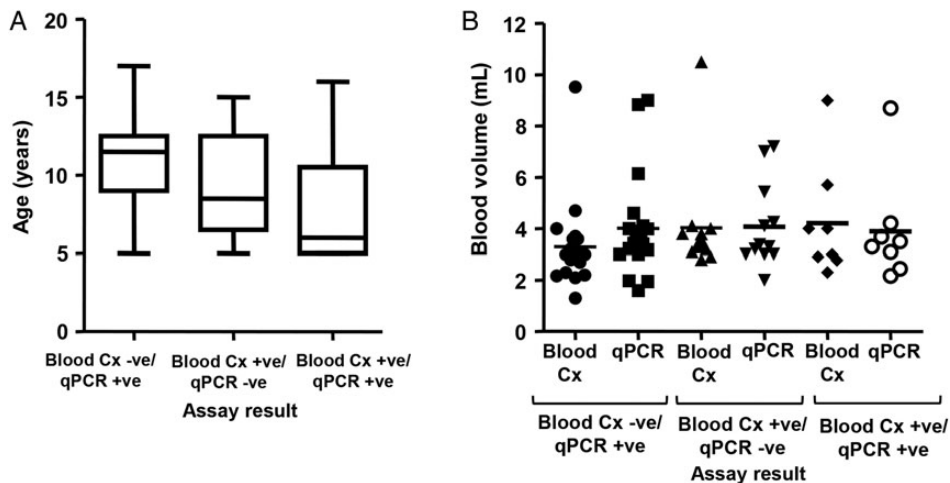 A
20
15
10
5
0
Age (years)
Blood Cx -ve/ Blood Cx +ve/ Blood Cx +ve/
qPCR +ve qPCR -ve qPCR +ve
Assay result
B
12
10
8
6
4
2
0
Blood volume (mL)
Blood qPCR Blood qPCR Blood qPCR
Cx Cx Cx
Blood Cx -ve/ Blood Cx +ve/ Blood Cx +ve/
qPCR +ve qPCR -ve qPCR +ve
Assay result